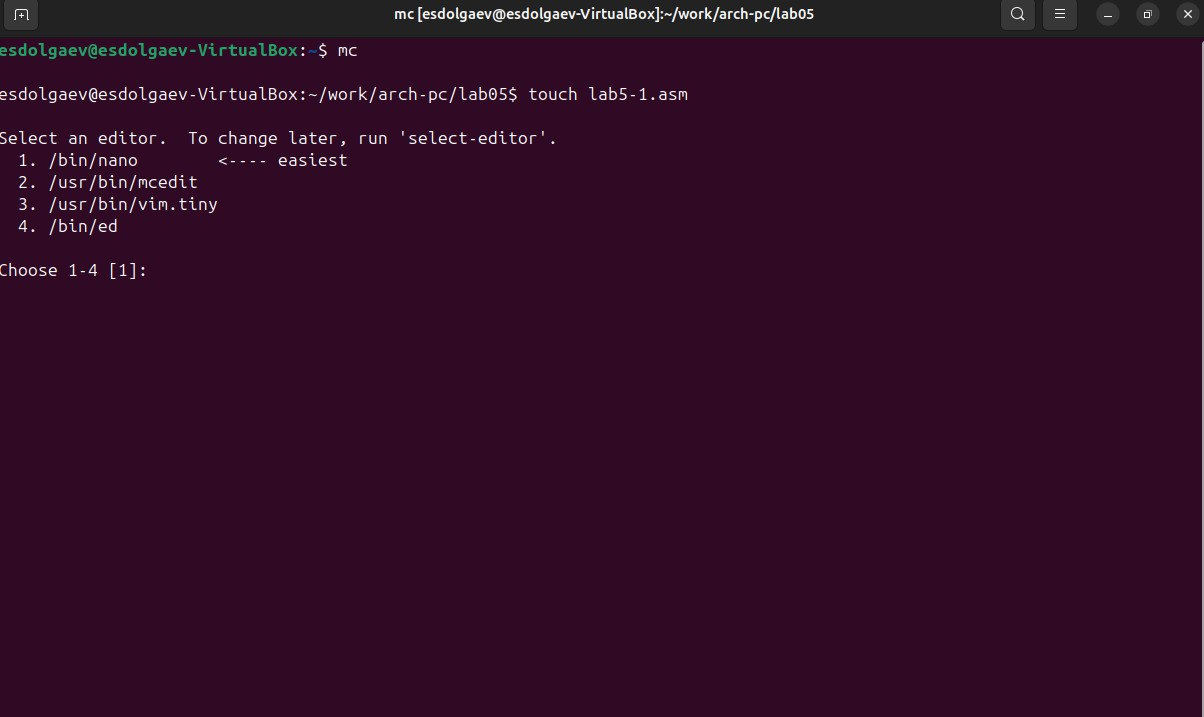 mc [esdolgaev@esdolgaev-VirtualBox]:~/work/arch-pc/lab05
esdolgaev@esdolgaev-VirtualBox:~$ mc
esdolgaev@esdolgaev-VirtualBox:~/work/arch-pc/lab05$ touch lab5-1.asm
Select an editor.  To change later, run 'select-editor'.
  1. /bin/nano        <---- easiest
  2. /usr/bin/mcedit
  3. /usr/bin/vim.tiny
  4. /bin/ed
Choose 1-4 [1]: